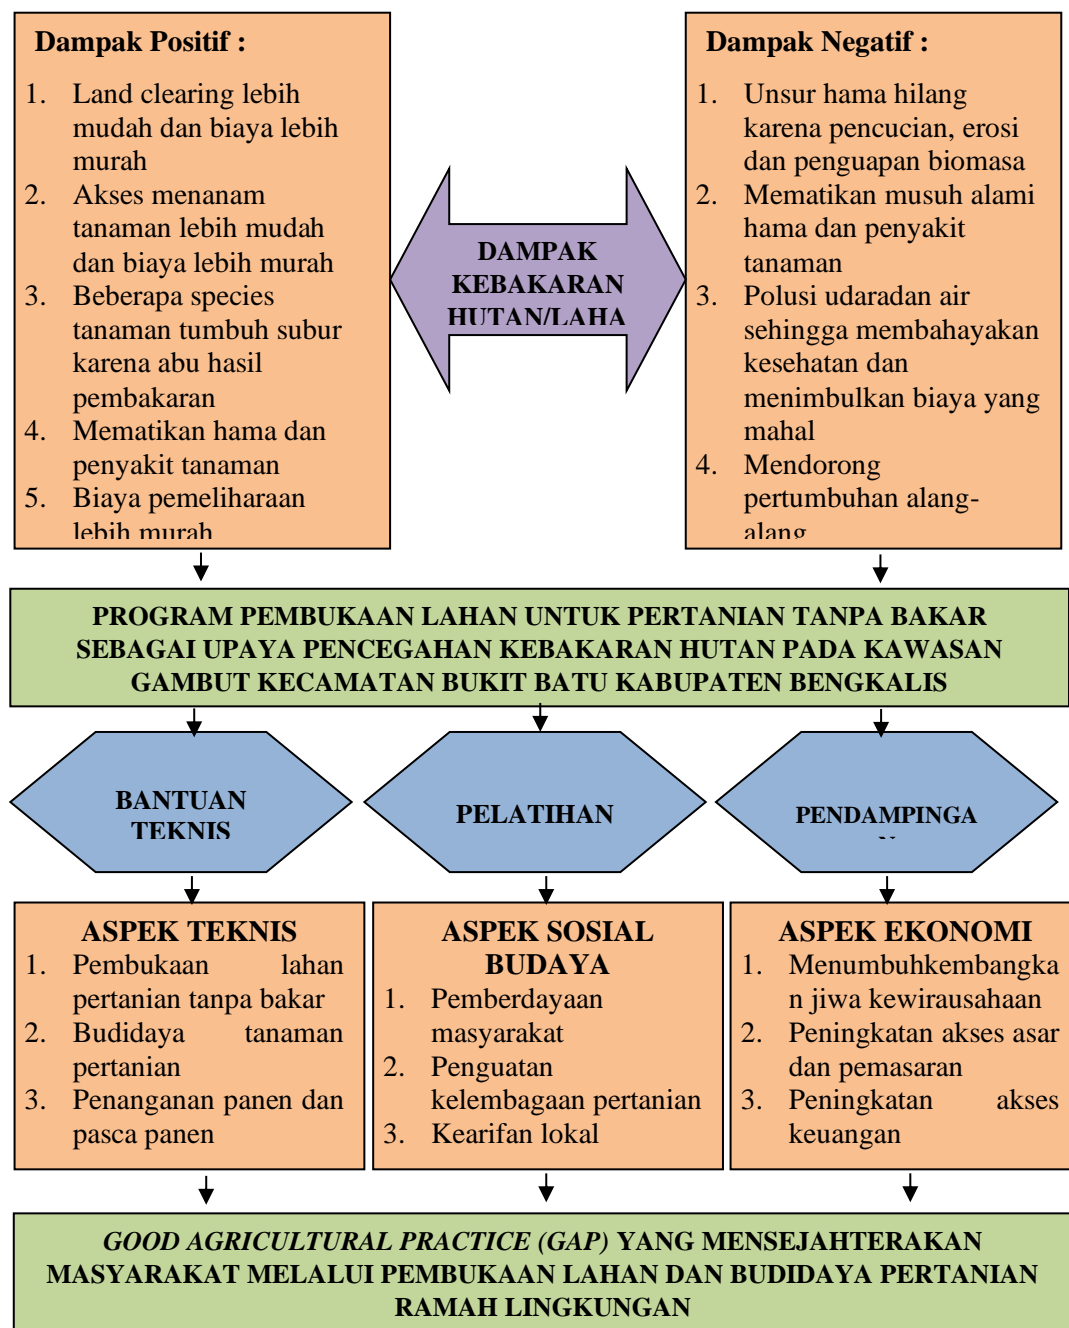 Dampak Positif :
1. Land clearing lebih
mudah dan biaya lebih
murah
2. Akses menanam
tanaman lebih mudah
dan biaya lebih murah
3. Beberapa species
tanaman tumbuh subur
karena abu hasil
pembakaran
4. Mematikan hama dan
penyakit tanaman
5. Biaya pemeliharaan
lebih murah
DAMPAK
KEBAKARAN
HUTAN/LAHA
Dampak Negatif :
1. Unsur hama hilang
karena pencucian, erosi
dan penguapan biomasa
2. Mematikan musuh alami
hama dan penyakit
tanaman
3. Polusi udaradan air
sehingga membahayakan
kesehatan dan
menimbulkan biaya yang
mahal
4. Mendorong
pertumbuhan alang-
alang
PROGRAM PEMBUKAAN LAHAN UNTUK PERTANIAN TANPA BAKAR
SEBAGAI UPAYA PENCEGAHAN KEBAKARAN HUTAN PADA KAWASAN
GAMBUT KECAMATAN BUKIT BATU KABUPATEN BENGKALIS
BANTUAN
TEKNIS
PELATIHAN
PENDAMPINGA
N
ASPEK TEKNIS
1. Pembukaan lahan
pertanian tanpa bakar
2. Budidaya tanaman
pertanian
3. Penanganan panen dan
pasca panen
ASPEK SOSIAL
BUDAYA
1. Pemberdayaan
masyarakat
2. Penguatan
kelembagaan pertanian
3. Kearifan lokal
ASPEK EKONOMI
1. Menumbuhkembangka
n jiwa kewirausahaan
2. Peningkatan akses asar
dan pemasaran
3. Peningkatan akses
keuangan
GOOD AGRICULTURAL PRACTICE (GAP) YANG MENSEJAHTERAKAN
MASYARAKAT MELALUI PEMBUKAAN LAHAN DAN BUDIDAYA PERTANIAN
RAMAH LINGKUNGAN